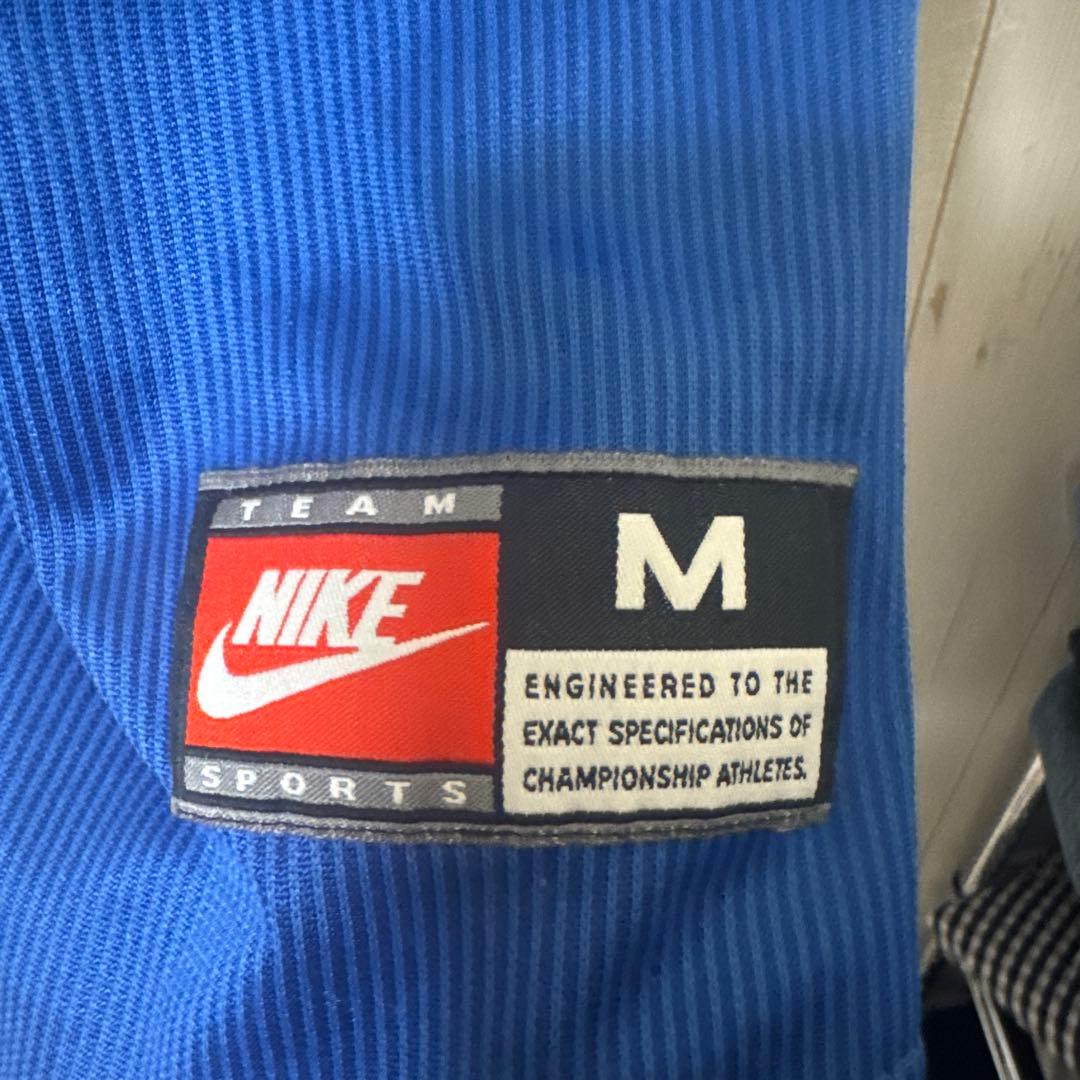 TEAM
NIKE
SPORTS
M
ENGINEERED TO THE
EXACT SPECIFICATIONS OF
CHAMPIONSHIP ATHLETES.